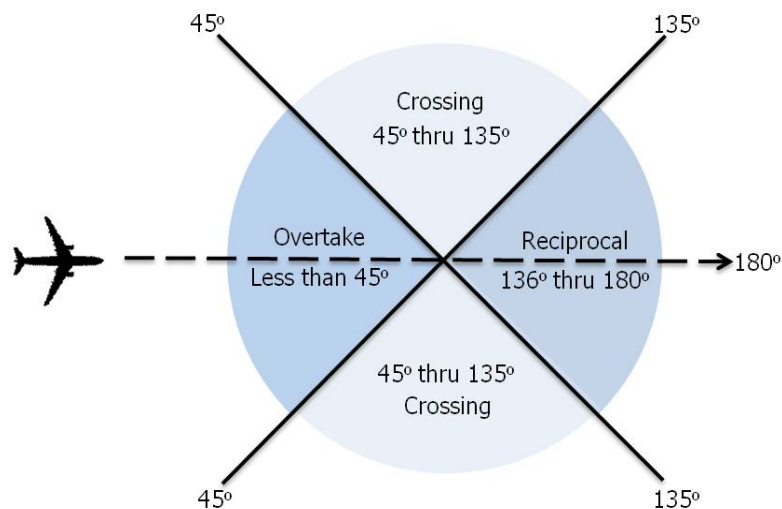 45º
135º
Crossing
45º thru 135º
Overtake
Less than 45º
Reciprocal
136º thru 180º
180º
45º thru 135º
Crossing
45º
135º